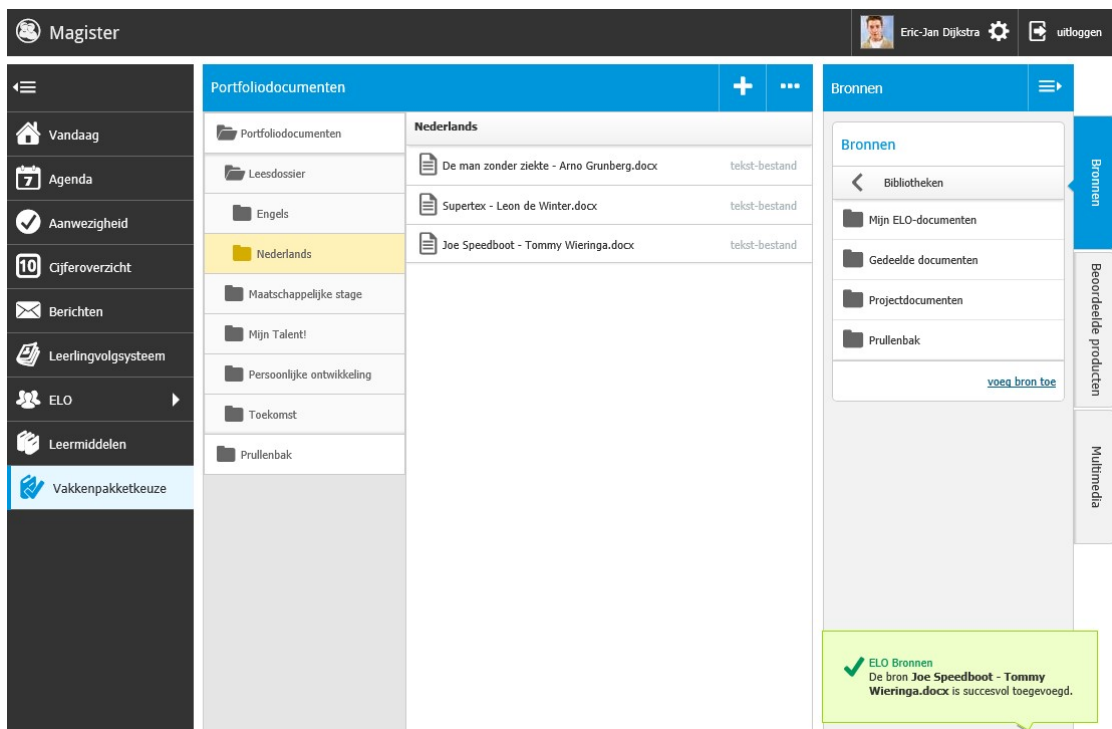 Magister
Eric-Jan Dijkstra
uitloggen
Vandaag
7 Agenda
Aanwezigheid
10 Cijferoverzicht
Berichten
Leerlingvolgsysteem
ELO
Leermiddelen
Vakkenpakketkeuze
Portfoliodocumenten
Portfoliodocumenten
Leesdossier
Engels
Nederlands
Maatschappelijke stage
Mijn Talent!
Persoonlijke ontwikkeling
Toekomst
Prullenbak
Nederlands
De man zonder ziekte - Arno Grunberg.docx tekst-bestand
Supertex - Leon de Winter.docx tekst-bestand
Joe Speedboot - Tommy Wieringa.docx tekst-bestand
Bronnen
Bronnen
Bibliotheken
Mijn ELO-documenten
Gedeelde documenten
Projectdocumenten
Prullenbak
voeg bron toe
Bronnen
Beoordeelde producten
Multimedia
ELO Bronnen
De bron Joe Speedboot - Tommy
Wieringa.docx is succesvol toegevoegd.